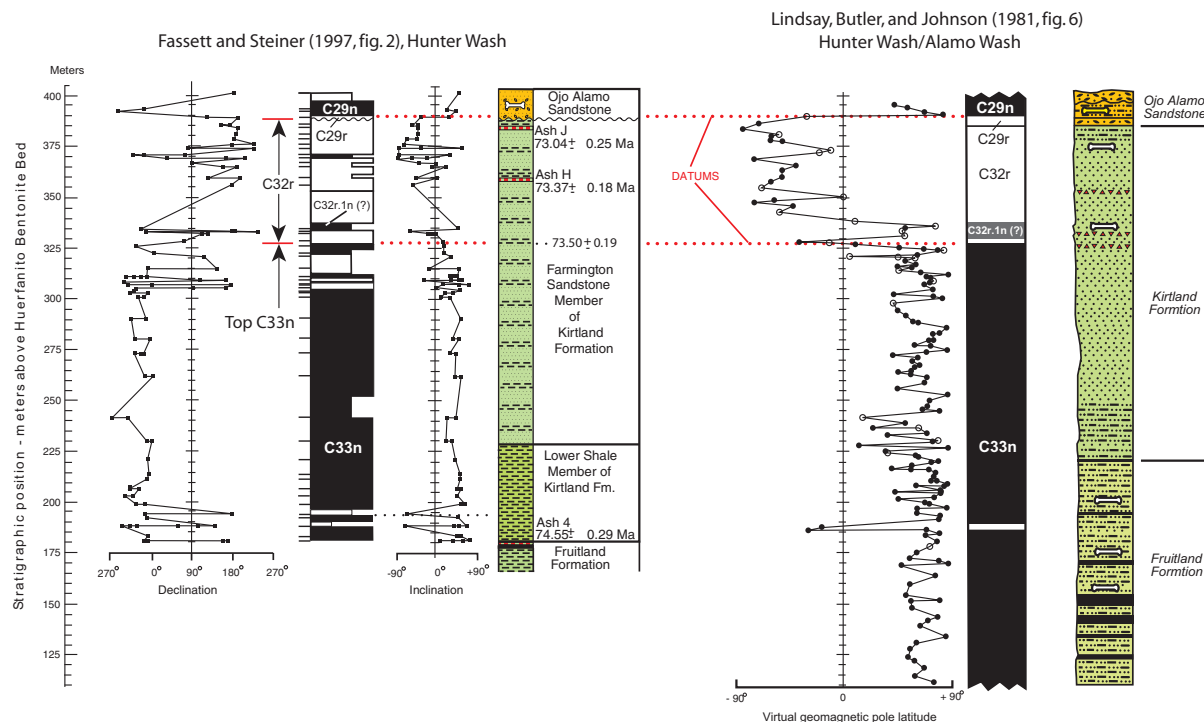 Lindsay, Butler, and Johnson (1981, fig. 6)
Hunter Wash/Alamo Wash
Fassett and Steiner (1997, fig. 2), Hunter Wash
Meters
Stratigraphic position - meters above Huerfanito Bentonite Bed
400
375
350
325
300
275
250
225
200
175
150
125
270°
0°
90°
180°
270°
Declination
C32r
Top C33n
C29n
C29r
C32r.1n (?)
C33n
-90°
0°
+90°
Inclination
Ojo Alamo
Sandstone
Ash J
73.04± 0.25 Ma
Ash H
73.37± 0.18 Ma
73.50±0.19
Farmington
Sandstone
Member
of
Kirtland
Formation
Lower Shale
Member of
Kirtland Fm.
Ash 4
74.55± 0.29 Ma
Fruitland
Formation
DATUMS
- 90°
0
+ 90°
Virtual geomagnetic pole latitude
C29n
C29r
C32r
C32r.1n (?)
C33n
Ojo Alamo
Sandstone
Kirtland
Formtion
Fruitland
Formtion